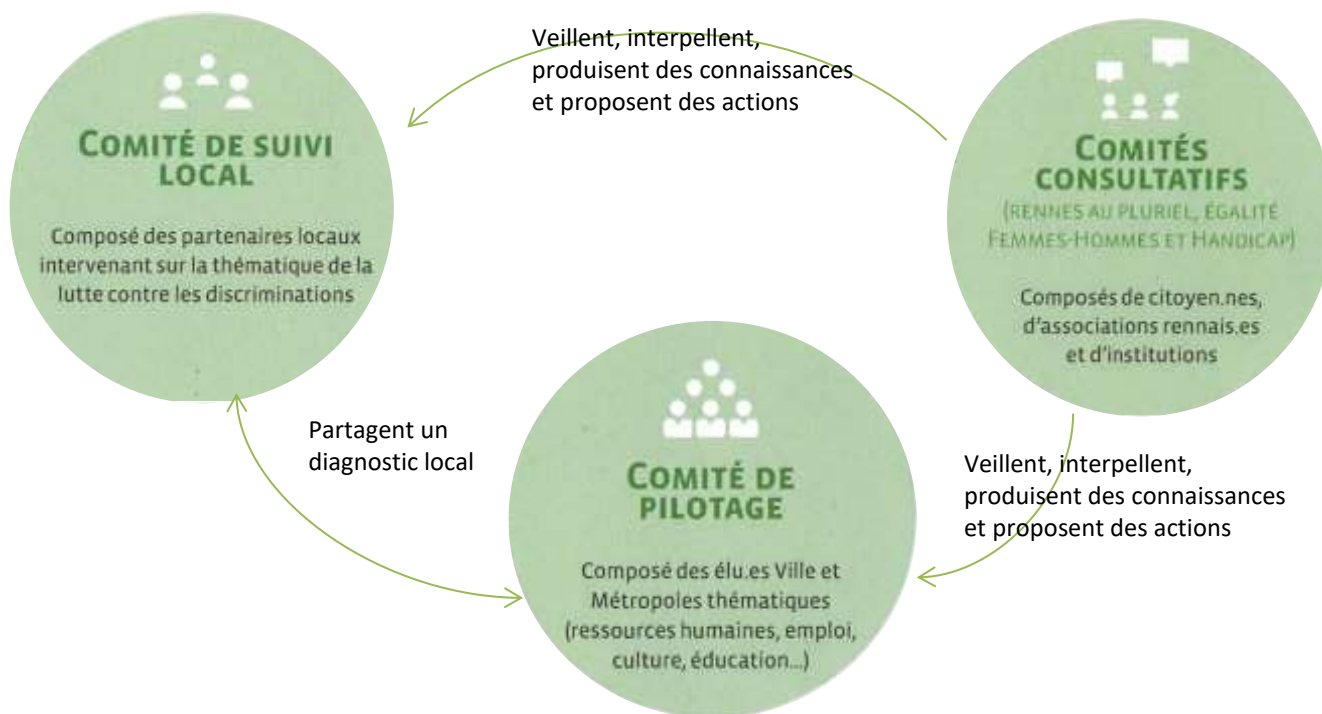 Veillent, interpellent,
produisent des connaissances
et proposent des actions
COMITÉ DE SUIVI
LOCAL
Composé des partenaires locaux
intervenant sur la thématique de la
lutte contre les discriminations
COMITÉS
CONSULTATIFS
(RENNES AU PLURIEL, ÉGALITÉ
FEMMES-HOMMES ET HANDICAP)
Composés de citoyen.nes,
d'associations rennais.es
et d'institutions
Partagent un
diagnostic local
COMITÉ DE
PILOTAGE
Composé des élu.es Ville et
Métropoles thématiques
(ressources humaines, emploi,
culture, éducation...)
Veillent, interpellent,
produisent des connaissances
et proposent des actions